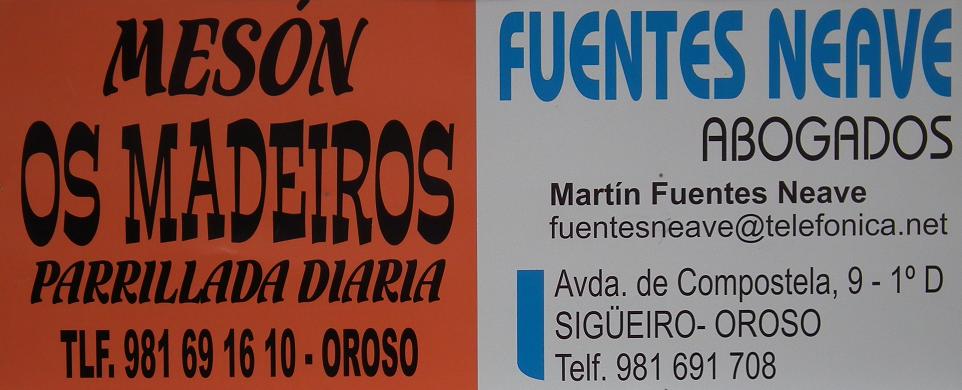 MESÓN
OS MADEIROS
PARRILLADA DIARIA
TLF. 981 69 16 10 - OROSO
FUENTES NEAVE
ABOGADOS
Martín Fuentes Neave
fuentesneave@telefonica.net
Avda. de Compostela, 9 - 1º D
SIGÜEIRO- OROSO
Telf. 981 691 708